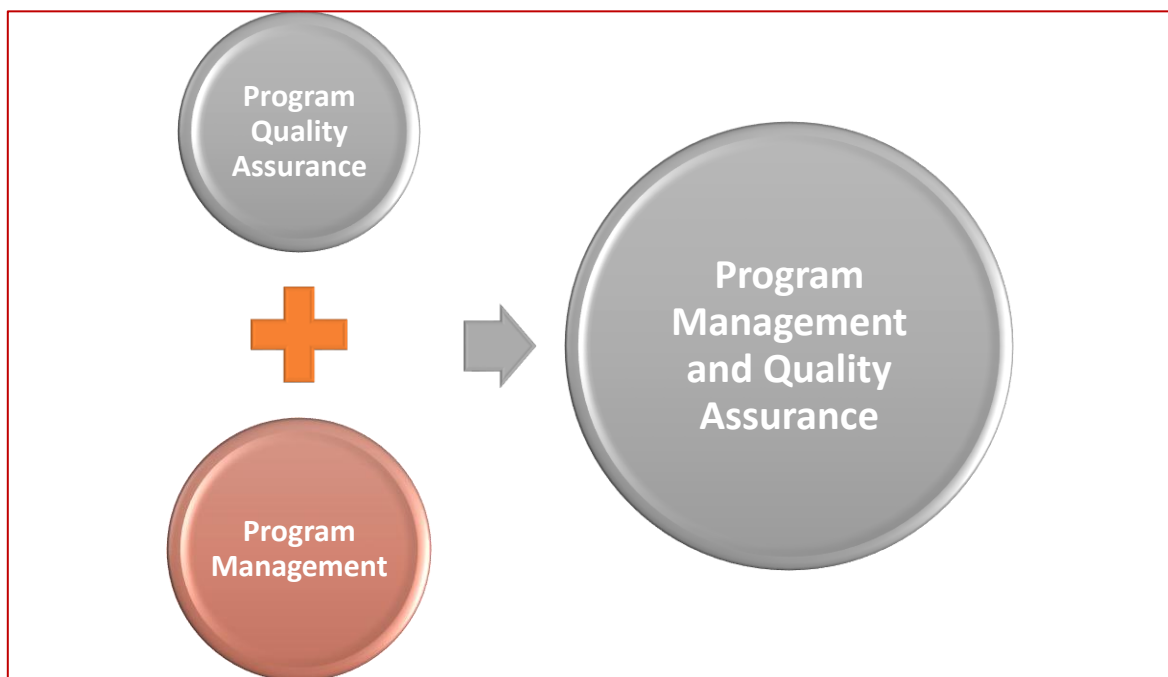 Program
Quality
Assurance
Program
Management
Program
Management
and Quality
Assurance